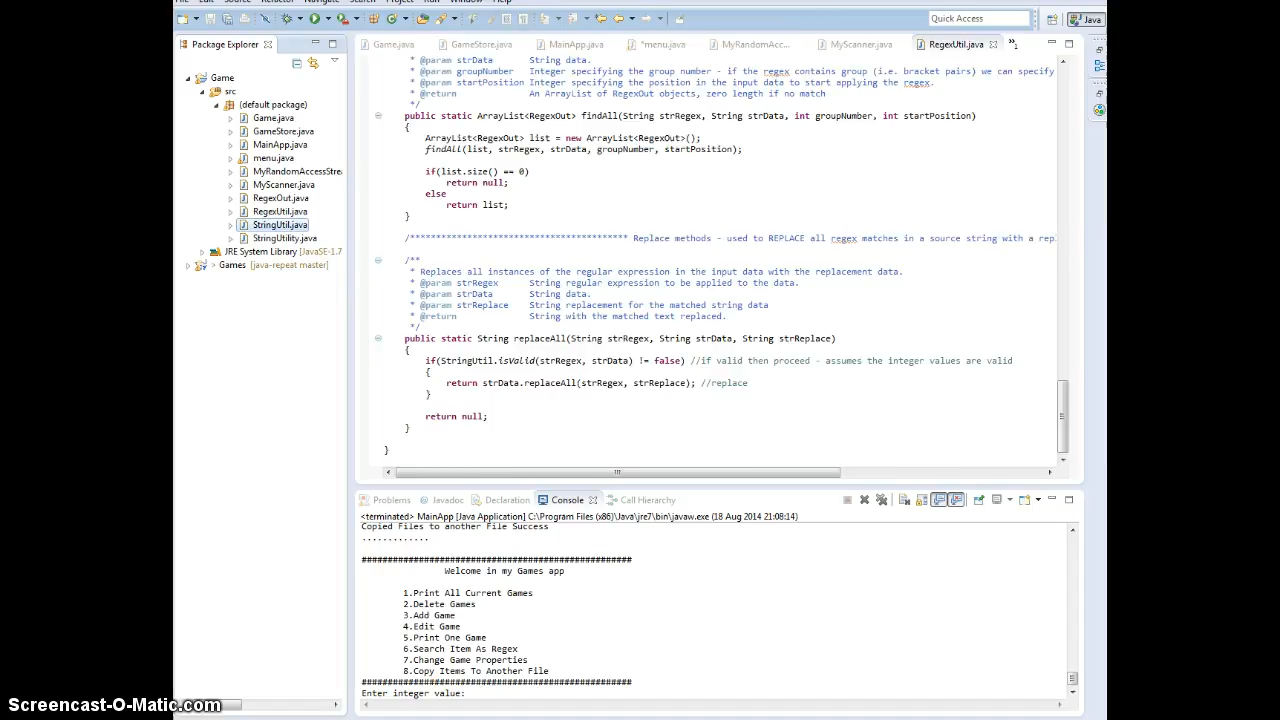 File Edit Source Refactor Navigate Search Project Run Window Help
Quick Access
Java
Package Explorer
Game.java GameStore.java MainApp.java *menu.java MyRandomAcc... MyScanner.java RegexUtil.java
Game
src
(default package)
Game.java
GameStore.java
MainApp.java
menu.java
MyRandomAccessStre
MyScanner.java
RegexOut.java
RegexUtil.java
StringUtil.java
StringUtility.java
JRE System Library [JavaSE-1.7
> Games [java-repeat master]
* @param strData String data.
* @param groupNumber Integer specifying the group number - if the regex contains group (i.e. bracket pairs) we can specify
* @param startPosition Integer specifying the position in the input data to start applying the regex.
* @return An ArrayList of RegexOut objects, zero length if no match
*/
public static ArrayList<RegexOut> findAll(String strRegex, String strData, int groupNumber, int startPosition)
{
ArrayList<RegexOut> list = new ArrayList<RegexOut>();
findAll(list, strRegex, strData, groupNumber, startPosition);
if(list.size() == 0)
return null;
else
return list;
}
/****************************************** Replace methods - used to REPLACE all regex matches in a source string with a repl
/**
* Replaces all instances of the regular expression in the input data with the replacement data.
* @param strRegex String regular expression to be applied to the data.
* @param strData String data.
* @param strReplace String replacement for the matched string data
* @return String with the matched text replaced.
*/
public static String replaceAll(String strRegex, String strData, String strReplace)
{
if(StringUtil.isValid(strRegex, strData) != false) //if valid then proceed - assumes the integer values are valid
{
return strData.replaceAll(strRegex, strReplace); //replace
}
return null;
}
}
Problems Javadoc Declaration Console Call Hierarchy
<terminated> MainApp [Java Application] C:\Program Files (x86)\Java\jre7\bin\javaw.exe (18 Aug 2014 21:08:14)
Copied Files to another File Success
.............
####################################################
Welcome in my Games app
1.Print All Current Games
2.Delete Games
3.Add Game
4.Edit Game
5.Print One Game
6.Search Item As Regex
7.Change Game Properties
8.Copy Items To Another File
####################################################
Enter integer value:
Screencast-O-Matic.com